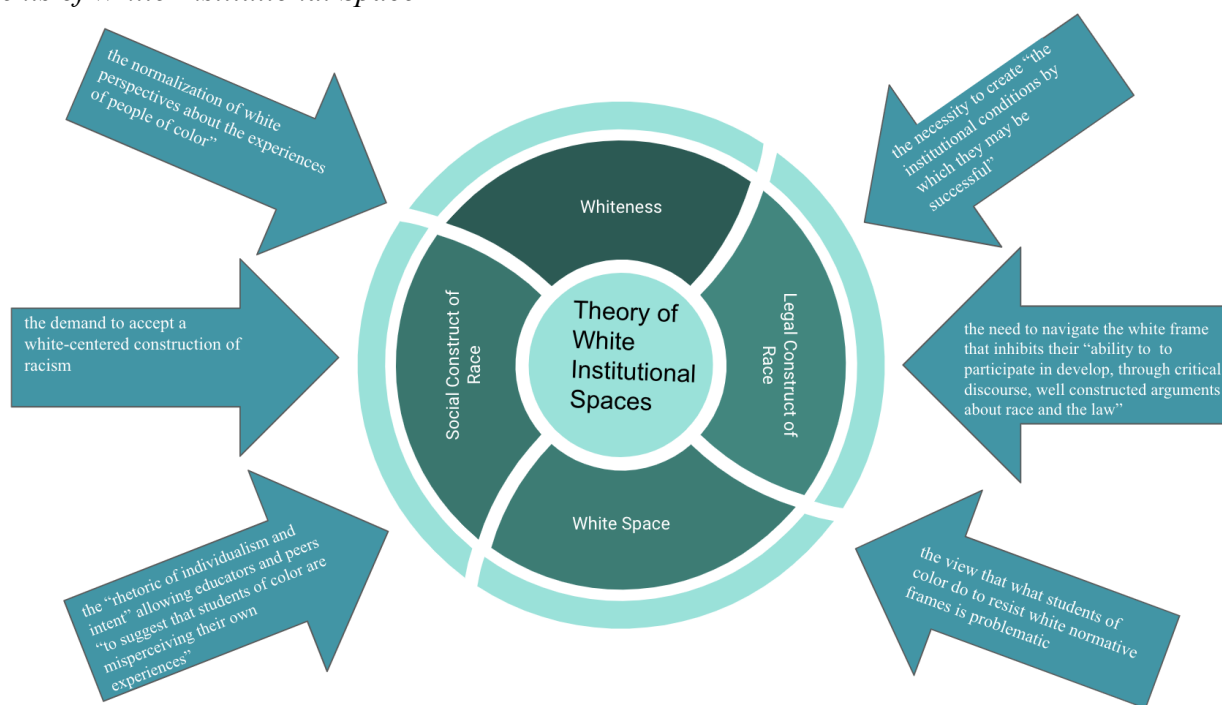 of White Institutional Space
the normalization of white
perspectives about the experiences
of people of color”
the necessity to create “the
institutional conditions by
which they may be
successful”
the demand to accept a
white-centered construction of
racism
the need to navigate the white frame
that inhibits their “ability to  to
participate in develop, through critical
discourse, well constructed arguments
about race and the law”
the “rhetoric of individualism and
intent” allowing educators and peers
“to suggest that students of color are
misperceiving their own
experiences”
the view that what students of
color do to resist white normative
frames is problematic
Whiteness
Social Construct of
Race
Theory of
White
Institutional
Spaces
Legal Construct of
Race
White Space